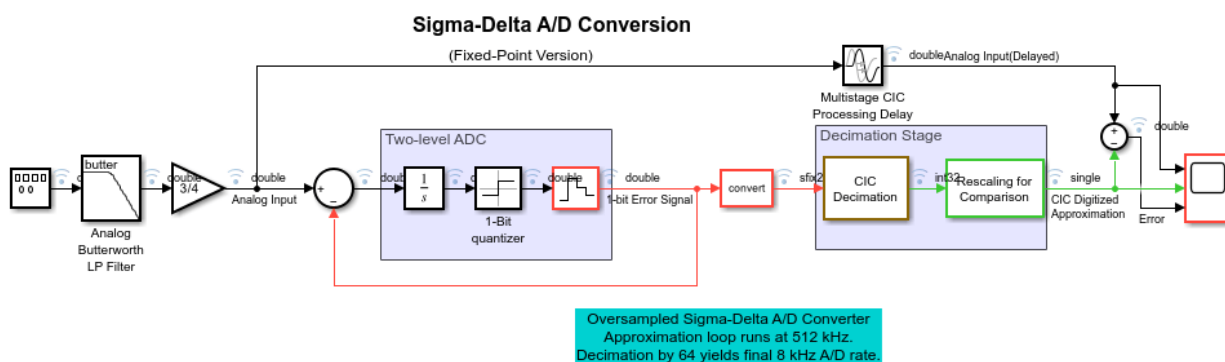 Sigma-Delta A/D Conversion
(Fixed-Point Version)
double
Analog Input(Delayed)
Multistage CIC
Processing Delay
double
Two-level ADC
Decimation Stage
butter
double
3/4
double
Analog Input
1
s
double
double
1-bit Error Signal
convert
CIC
Decimation
int32
Rescaling for
Comparison
single
CIC Digitized
Approximation
Error
Analog
Butterworth
LP Filter
1-Bit
quantizer
Oversampled Sigma-Delta A/D Converter
Approximation loop runs at 512 kHz.
Decimation by 64 yields final 8 kHz A/D rate.